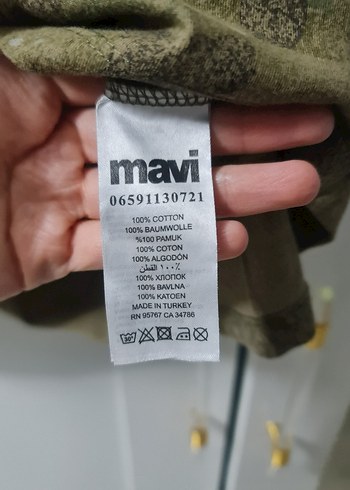 mavi
06591130721
100% COTTON
100% BAUMWOLLE
%100 PAMUK
100% COTON
100% ALGODÓN
١٠٠٪ القطن
100% ХЛОПОК
100% BAVLNA
100% KATOEN
MADE IN TURKEY
RN 95767 CA 34786
30°